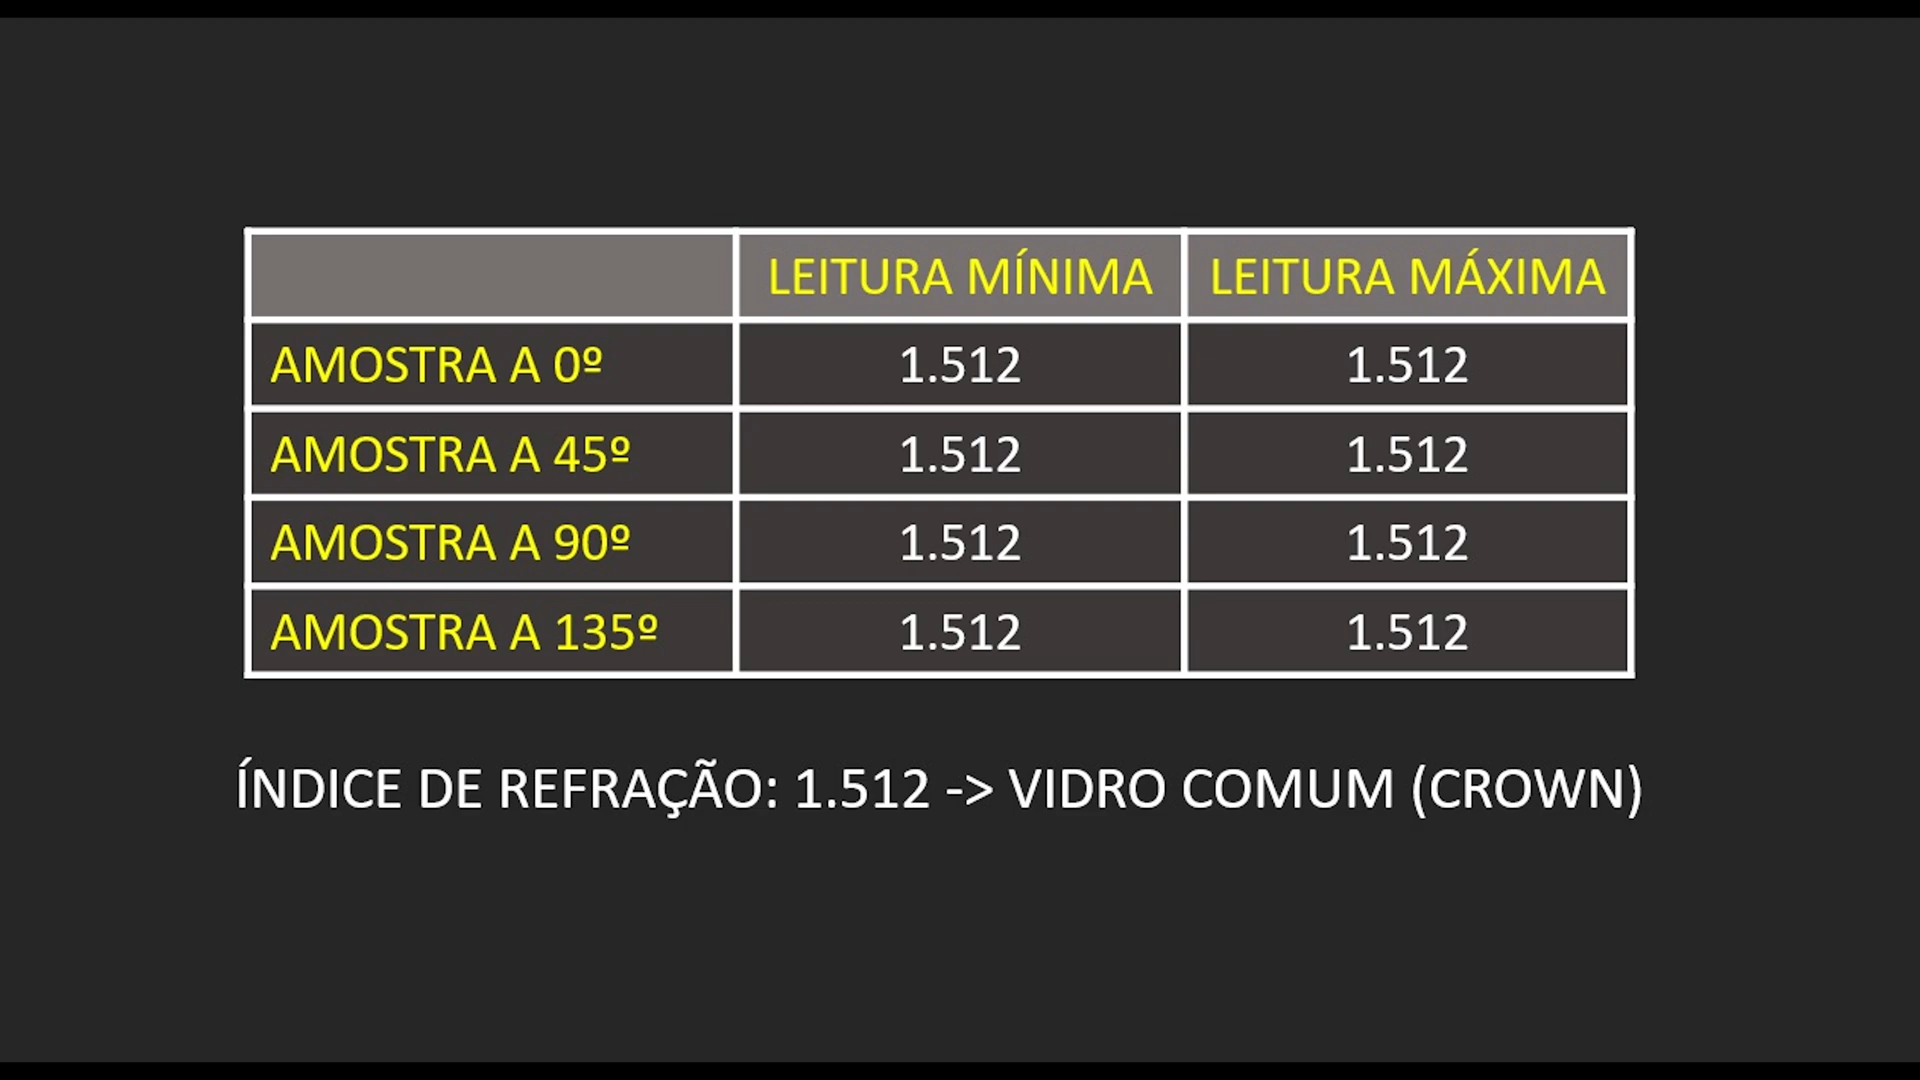 LEITURA MÍNIMA LEITURA MÁXIMA
AMOSTRA A 0º 1.512 1.512
AMOSTRA A 45º 1.512 1.512
AMOSTRA A 90º 1.512 1.512
AMOSTRA A 135º 1.512 1.512
ÍNDICE DE REFRAÇÃO: 1.512 -> VIDRO COMUM (CROWN)